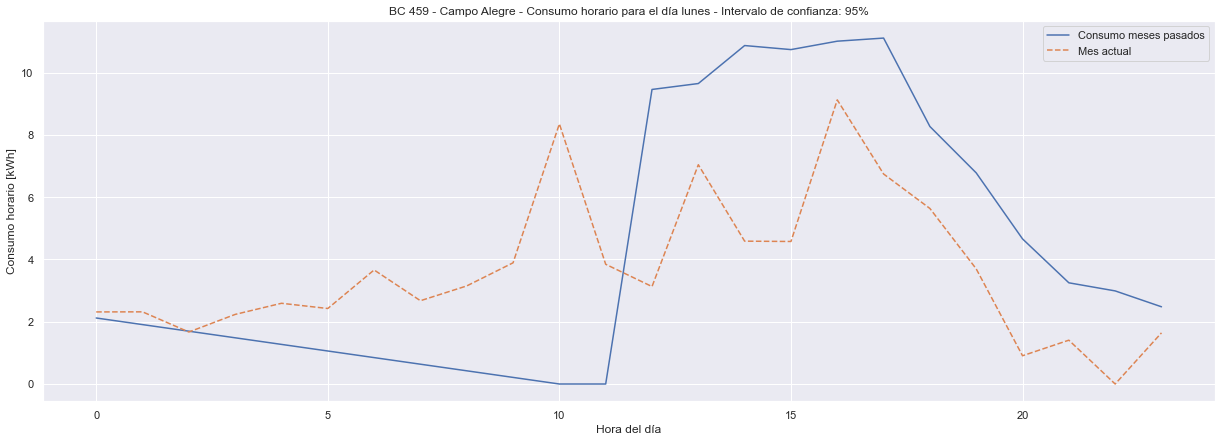 BC 459 - Campo Alegre - Consumo horario para el día lunes - Intervalo de confianza: 95%
Consumo meses pasados
Mes actual
Consumo horario [kWh]
10
8
6
4
2
0
0 5 10 15 20
Hora del día